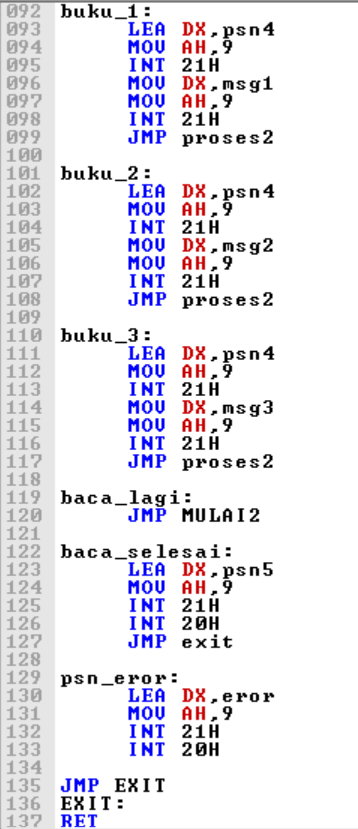 092 buku_1:
093 LEA DX,psn4
094 MOV AH,9
095 INT 21H
096 MOV DX,msg1
097 MOV AH,9
098 INT 21H
099 JMP proses2
100
101 buku_2:
102 LEA DX,psn4
103 MOV AH,9
104 INT 21H
105 MOV DX,msg2
106 MOV AH,9
107 INT 21H
108 JMP proses2
109
110 buku_3:
111 LEA DX,psn4
112 MOV AH,9
113 INT 21H
114 MOV DX,msg3
115 MOV AH,9
116 INT 21H
117 JMP proses2
118
119 baca_lagi:
120 JMP MULAI2
121
122 baca_selesai:
123 LEA DX,psn5
124 MOV AH,9
125 INT 21H
126 INT 20H
127 JMP exit
128
129 psn_eror:
130 LEA DX,eror
131 MOV AH,9
132 INT 21H
133 INT 20H
134
135 JMP EXIT
136 EXIT:
137 RET